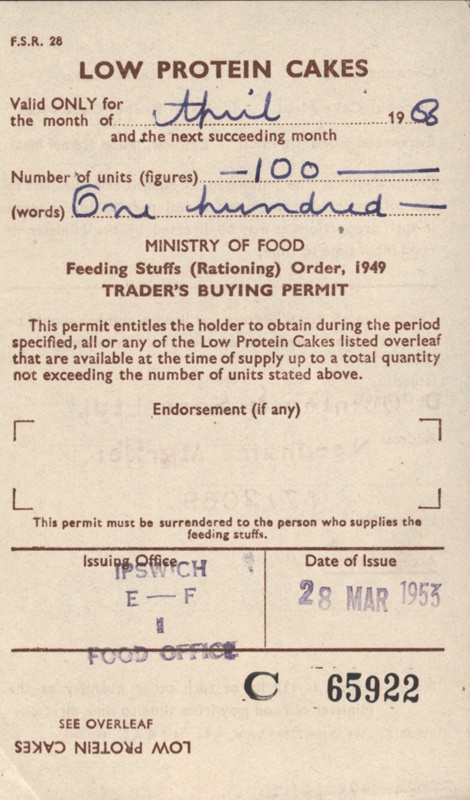 F.S.R. 28
LOW PROTEIN CAKES
Valid ONLY for
the month of April 19
and the next succeeding month
Number of units (figures) —100—
(words) One hundred—
MINISTRY OF FOOD
Feeding Stuffs (Rationing) Order, 1949
TRADER'S BUYING PERMIT
This permit entitles the holder to obtain during the period
specified, all or any of the Low Protein Cakes listed overleaf
that are available at the time of supply up to a total quantity
not exceeding the number of units stated above.
Endorsement (if any)
This permit must be surrendered to the person who supplies the
feeding stuffs.
Issuing Office
IPSWICH
E — F
1
FOOD OFFICE
Date of Issue
28 MAR 1953
C 65922
SEE OVERLEAF
LOW PROTEIN CAKES